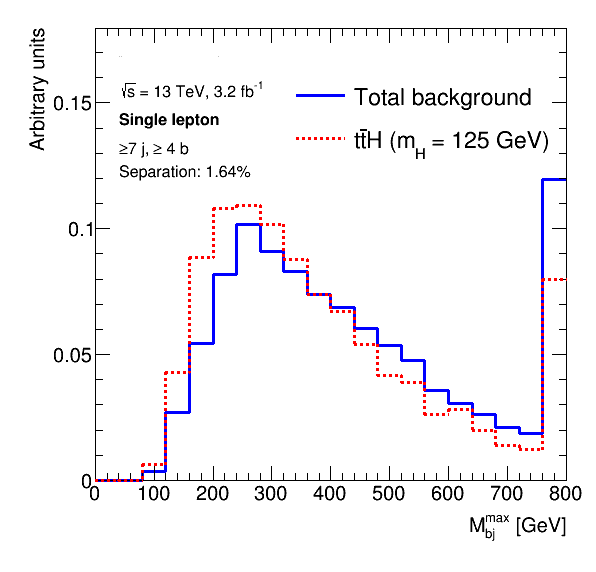 Arbitrary units
0.15
0.1
0.05
0
√s = 13 TeV, 3.2 fb⁻¹
Single lepton
≥7 j, ≥ 4 b
Separation: 1.64%
Total background
tt̄H (m_H = 125 GeV)
0 100 200 300 400 500 600 700 800
M_bj^max [GeV]